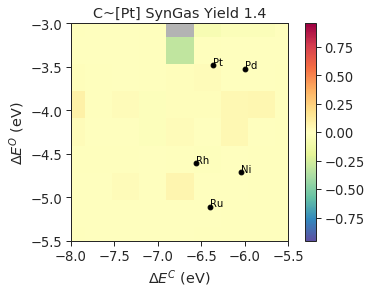 C~[Pt] SynGas Yield 1.4
−3.0
−3.5
−4.0
−4.5
−5.0
−5.5
ΔE^O (eV)
Pt
Pd
Rh
Ni
Ru
−8.0 −7.5 −7.0 −6.5 −6.0 −5.5
ΔE^C (eV)
0.75
0.50
0.25
0.00
−0.25
−0.50
−0.75